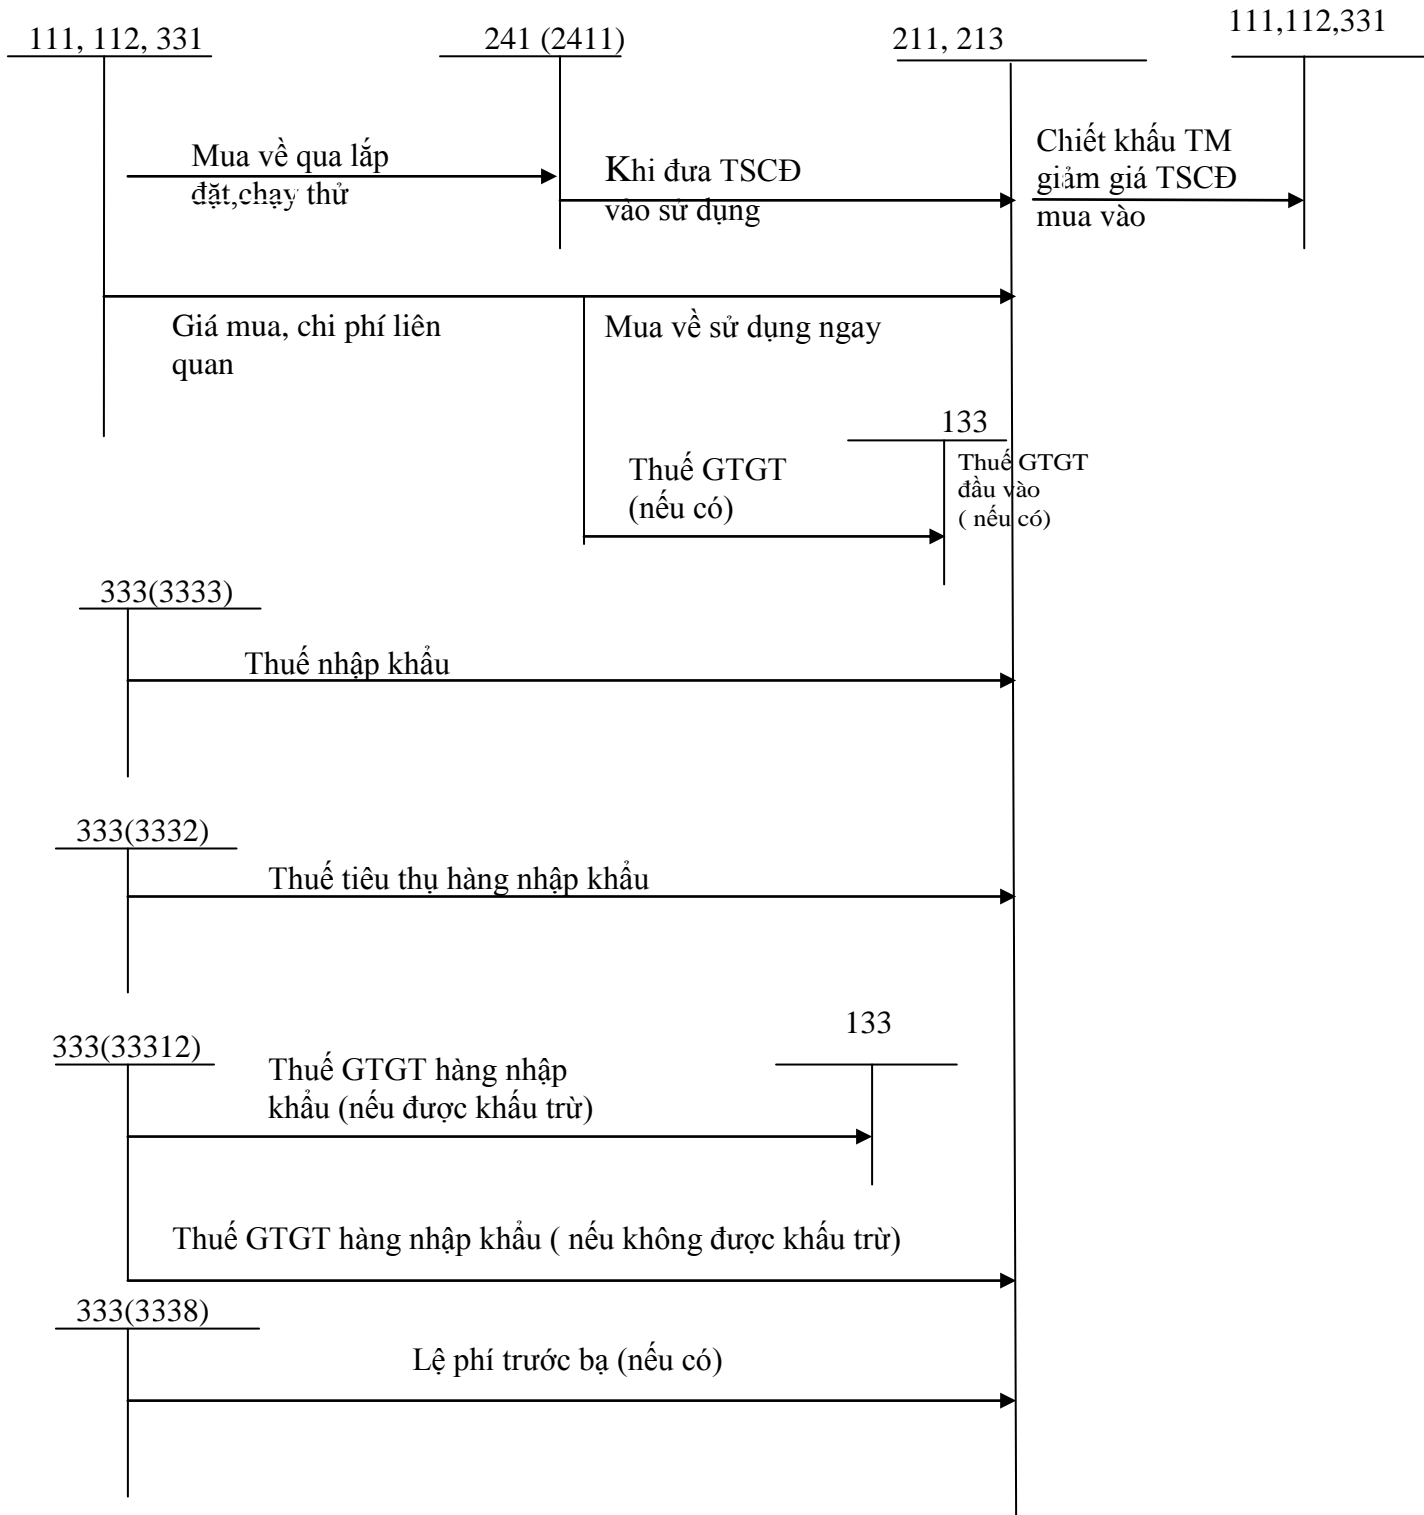 111, 112, 331
241 (2411)
211, 213
111,112,331
Mua về qua lắp
đặt,chạy thử
Khi đưa TSCĐ
vào sử dụng
Chiết khấu TM
giảm giá TSCĐ
mua vào
Giá mua, chi phí liên
quan
Mua về sử dụng ngay
133
Thuế GTGT
(nếu có)
Thuế GTGT
đầu vào
( nếu có)
333(3333)
Thuế nhập khẩu
333(3332)
Thuế tiêu thụ hàng nhập khẩu
333(33312)
133
Thuế GTGT hàng nhập
khẩu (nếu được khấu trừ)
Thuế GTGT hàng nhập khẩu ( nếu không được khấu trừ)
333(3338)
Lệ phí trước bạ (nếu có)